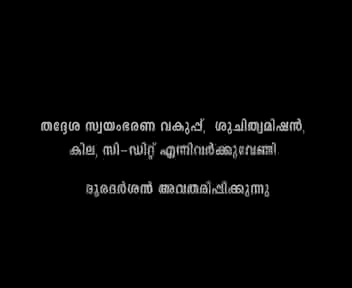 തദ്ദേശ സ്വയംഭരണ വകുപ്പ്, ശുചിത്വമിഷൻ,
കില, സി-ഡിറ്റ് എന്നിവർക്കുവേണ്ടി
ദൂരദർശൻ അവതരിപ്പിക്കുന്നു